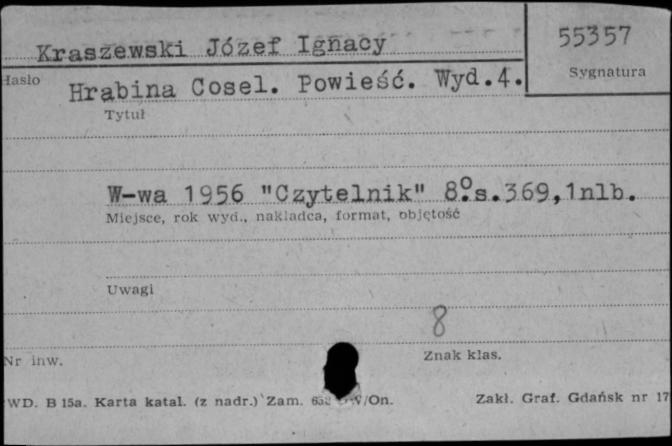 Kraszewski Józef Ignacy
55357
Hasło
Sygnatura
Hrabina Cosel. Powieść. Wyd.4.
Tytuł
W-wa 1956 "Czytelnik" 8°.s.369,1nlb.
Miejsce, rok wyd., nakładca, format, objętość
Uwagi
8
Nr inw.
Znak klas.
WD. B 15a. Karta katal. (z nadr.) Zam. /On.
Zakł. Graf. Gdańsk nr 17